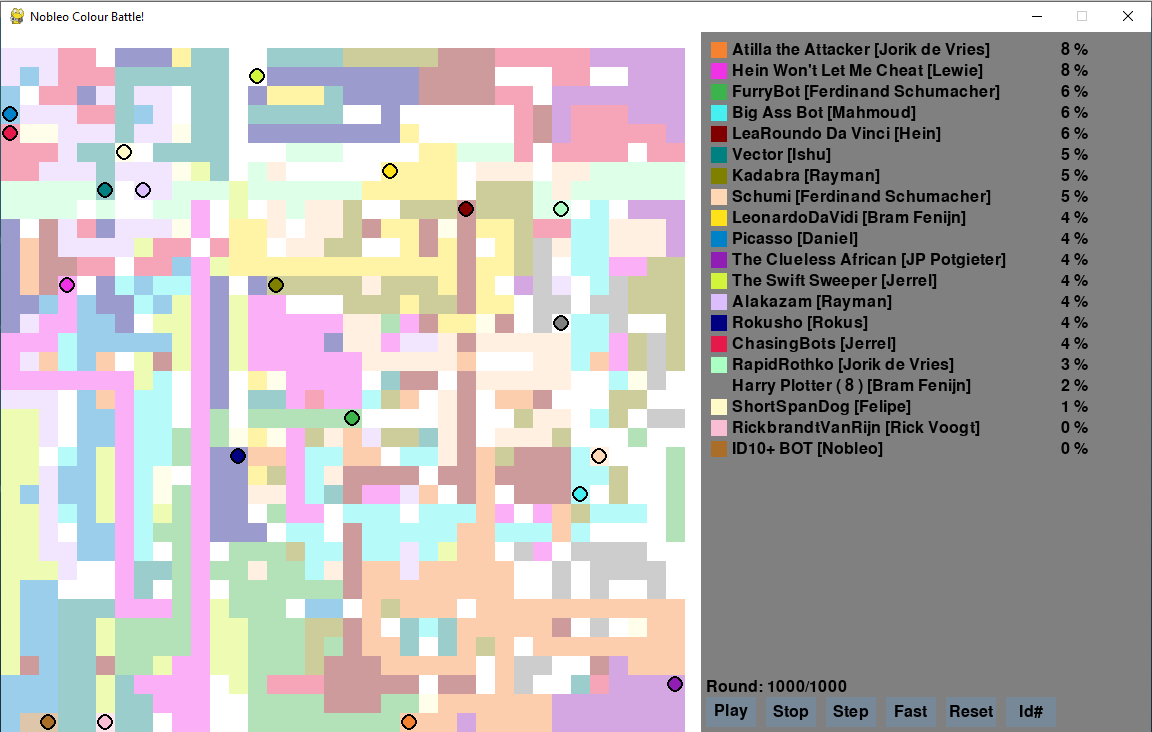 Nobleo Colour Battle!
Atilla the Attacker [Jorik de Vries] 8 %
Hein Won't Let Me Cheat [Lewie] 8 %
FurryBot [Ferdinand Schumacher] 6 %
Big Ass Bot [Mahmoud] 6 %
LeaRoundo Da Vinci [Hein] 6 %
Vector [Ishu] 5 %
Kadabra [Rayman] 5 %
Schumi [Ferdinand Schumacher] 5 %
LeonardoDaVidi [Bram Fenijn] 4 %
Picasso [Daniel] 4 %
The Clueless African [JP Potgieter] 4 %
The Swift Sweeper [Jerrel] 4 %
Alakazam [Rayman] 4 %
Rokusho [Rokus] 4 %
ChasingBots [Jerrel] 4 %
RapidRothko [Jorik de Vries] 3 %
Harry Plotter ( 8 ) [Bram Fenijn] 2 %
ShortSpanDog [Felipe] 1 %
RickbrandtVanRijn [Rick Voogt] 0 %
ID10+ BOT [Nobleo] 0 %
Round: 1000/1000
Play Stop Step Fast Reset Id#